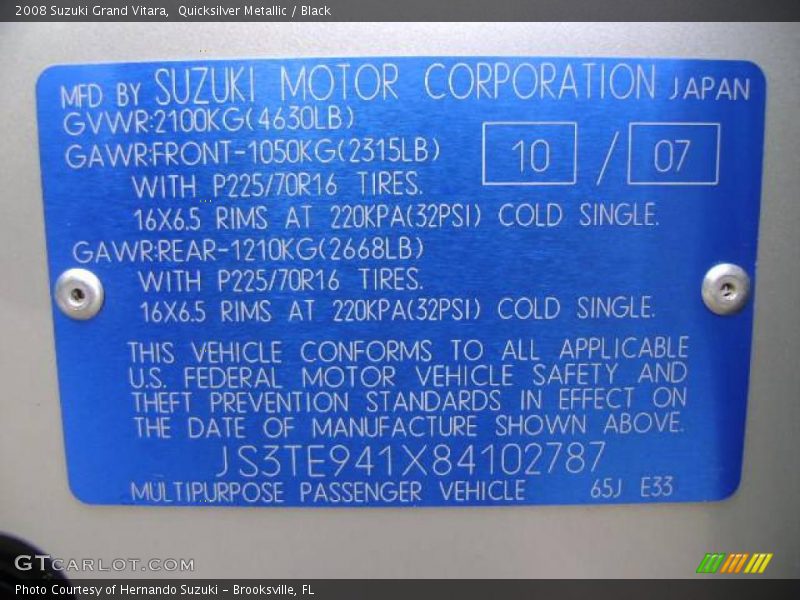 2008 Suzuki Grand Vitara,  Quicksilver Metallic / Black
MFD BY SUZUKI MOTOR CORPORATION JAPAN
GVWR:2100KG(4630LB)
GAWR:FRONT-1050KG(2315LB)
10 / 07
WITH P225/70R16 TIRES.
16X6.5 RIMS AT 220KPA(32PSI) COLD SINGLE.
GAWR:REAR-1210KG(2668LB)
WITH P225/70R16 TIRES.
16X6.5 RIMS AT 220KPA(32PSI) COLD SINGLE.
THIS VEHICLE CONFORMS TO ALL APPLICABLE
U.S. FEDERAL MOTOR VEHICLE SAFETY AND
THEFT PREVENTION STANDARDS IN EFFECT ON
THE DATE OF MANUFACTURE SHOWN ABOVE.
JS3TE941X84102787
MULTIPURPOSE PASSENGER VEHICLE 65J E33
GTCARLOT.COM
Photo Courtesy of Hernando Suzuki - Brooksville, FL